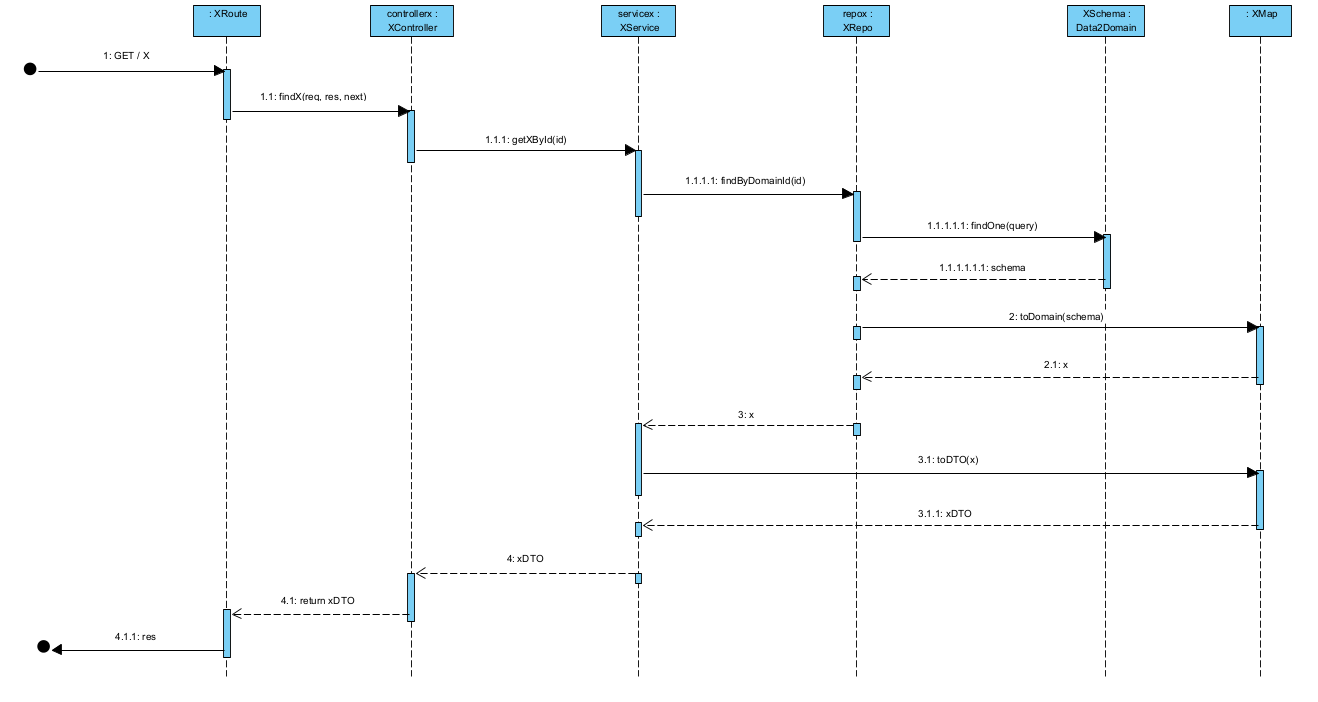 : XRoute
controllerx :
XController
servicex :
XService
repox :
XRepo
XSchema :
Data2Domain
: XMap
1: GET / X
1.1: findX(req, res, next)
1.1.1: getXById(id)
1.1.1.1: findByDomainId(id)
1.1.1.1.1: findOne(query)
1.1.1.1.1.1: schema
2: toDomain(schema)
2.1: x
3: x
3.1: toDTO(x)
3.1.1: xDTO
4: xDTO
4.1: return xDTO
4.1.1: res